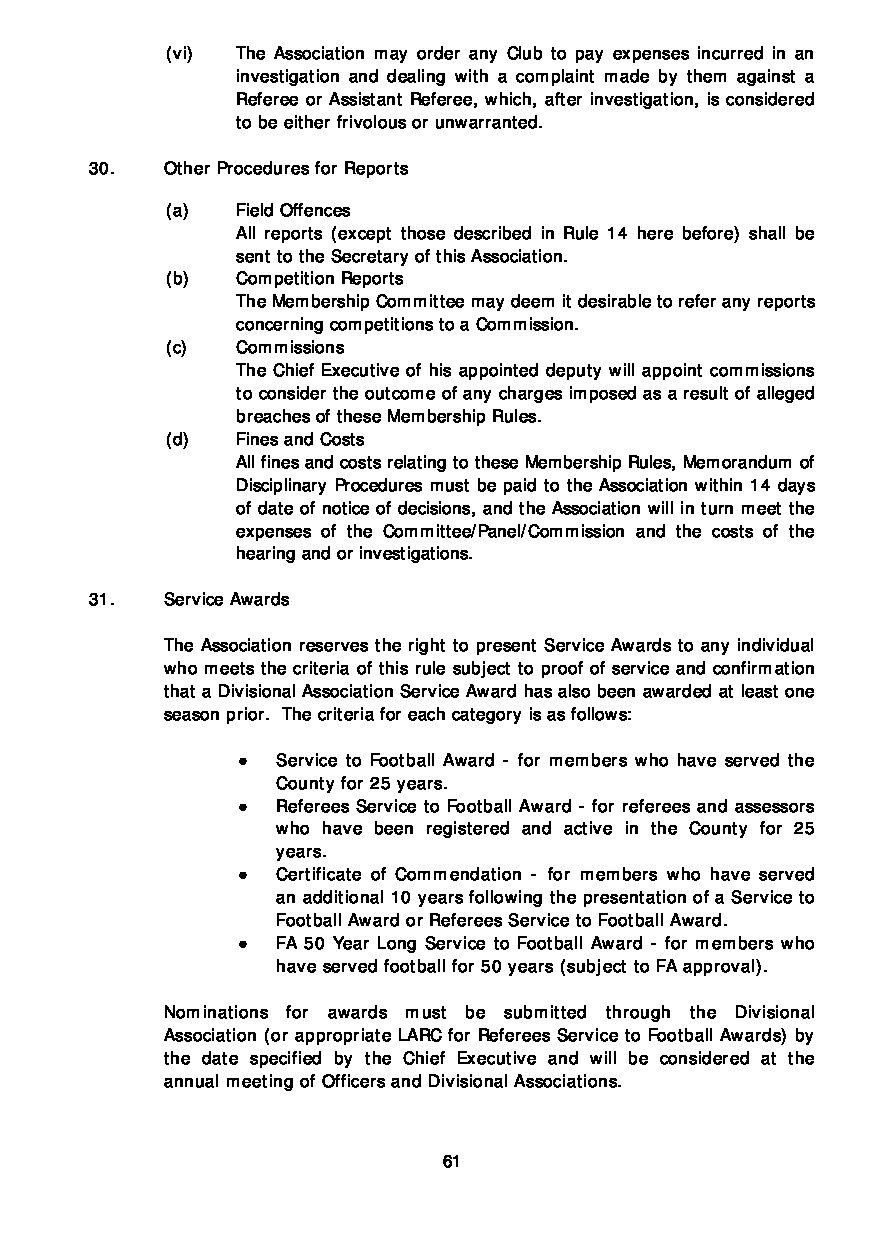 (vi) The Association may order any Club to pay expenses incurred in an
investigation and dealing with a complaint made by them against a
Referee or Assistant Referee, which, after investigation, is considered
to be either frivolous or unwarranted.
30. Other Procedures for Reports
(a) Field Offences
All reports (except those described in Rule 14 here before) shall be
sent to the Secretary of this Association.
(b) Competition Reports
The Membership Committee may deem it desirable to refer any reports
concerning competitions to a Commission.
(c) Commissions
The Chief Executive of his appointed deputy will appoint commissions
to consider the outcome of any charges imposed as a result of alleged
breaches of these Membership Rules.
(d) Fines and Costs
All fines and costs relating to these Membership Rules, Memorandum of
Disciplinary Procedures must be paid to the Association within 14 days
of date of notice of decisions, and the Association will in turn meet the
expenses of the Committee/Panel/Commission and the costs of the
hearing and or investigations.
31. Service Awards
The Association reserves the right to present Service Awards to any individual
who meets the criteria of this rule subject to proof of service and confirmation
that a Divisional Association Service Award has also been awarded at least one
season prior. The criteria for each category is as follows:
• Service to Football Award - for members who have served the
County for 25 years.
• Referees Service to Football Award - for referees and assessors
who have been registered and active in the County for 25
years.
• Certificate of Commendation - for members who have served
an additional 10 years following the presentation of a Service to
Football Award or Referees Service to Football Award.
• FA 50 Year Long Service to Football Award - for members who
have served football for 50 years (subject to FA approval).
Nominations for awards must be submitted through the Divisional
Association (or appropriate LARC for Referees Service to Football Awards) by
the date specified by the Chief Executive and will be considered at the
annual meeting of Officers and Divisional Associations.
61